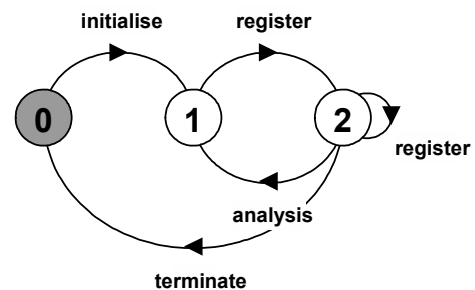 initialise
register
0
1
2
register
analysis
terminate